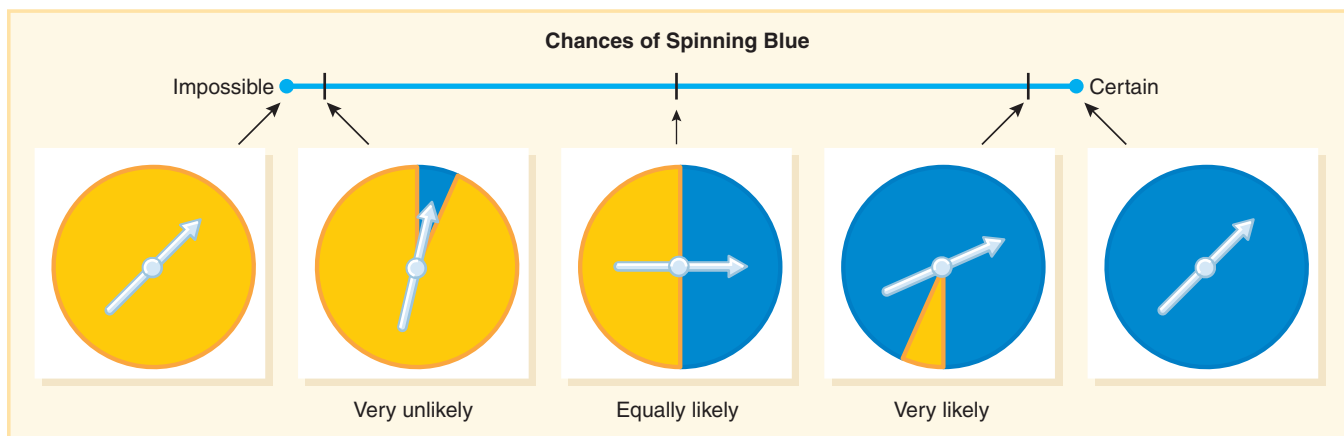 Chances of Spinning Blue
Impossible
Certain
Very unlikely
Equally likely
Very likely